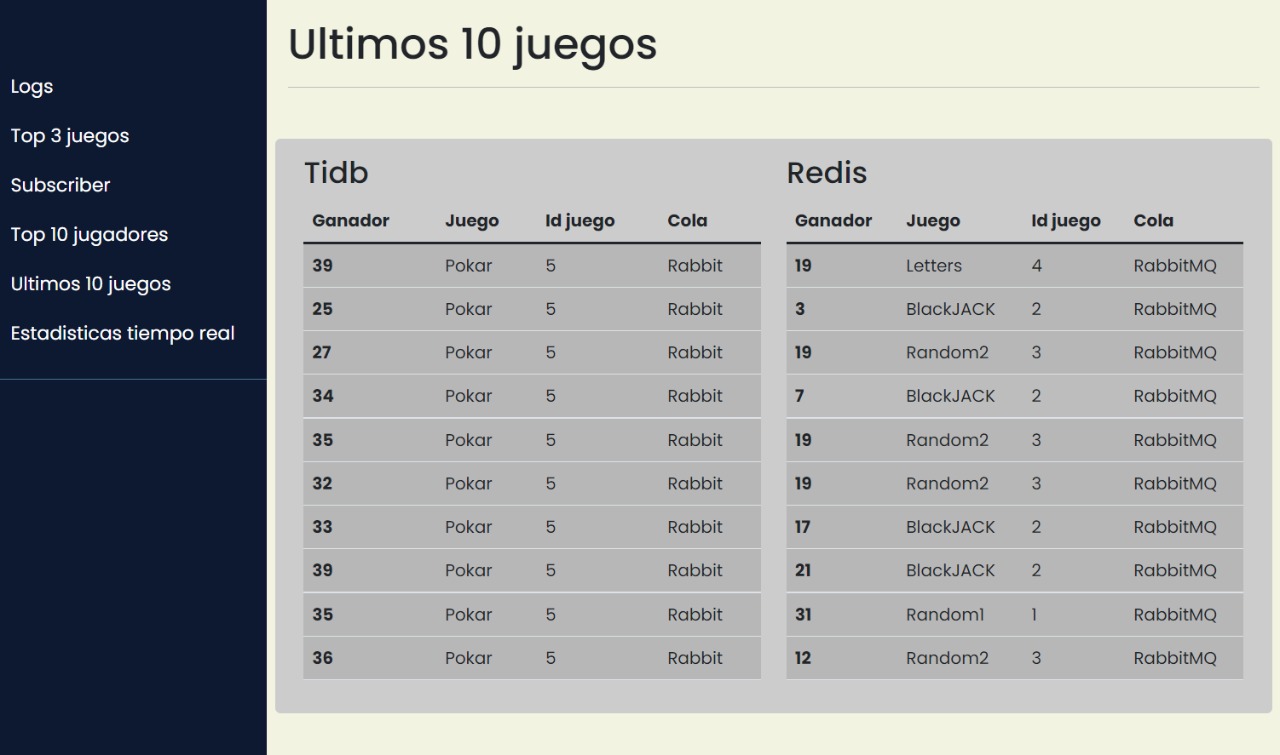 Logs
Top 3 juegos
Subscriber
Top 10 jugadores
Ultimos 10 juegos
Estadisticas tiempo real
Ultimos 10 juegos
Tidb
Ganador Juego Id juego Cola
39 Pokar 5 Rabbit
25 Pokar 5 Rabbit
27 Pokar 5 Rabbit
34 Pokar 5 Rabbit
35 Pokar 5 Rabbit
32 Pokar 5 Rabbit
33 Pokar 5 Rabbit
39 Pokar 5 Rabbit
35 Pokar 5 Rabbit
36 Pokar 5 Rabbit
Redis
Ganador Juego Id juego Cola
19 Letters 4 RabbitMQ
3 BlackJACK 2 RabbitMQ
19 Random2 3 RabbitMQ
7 BlackJACK 2 RabbitMQ
19 Random2 3 RabbitMQ
19 Random2 3 RabbitMQ
17 BlackJACK 2 RabbitMQ
21 BlackJACK 2 RabbitMQ
31 Random1 1 RabbitMQ
12 Random2 3 RabbitMQ